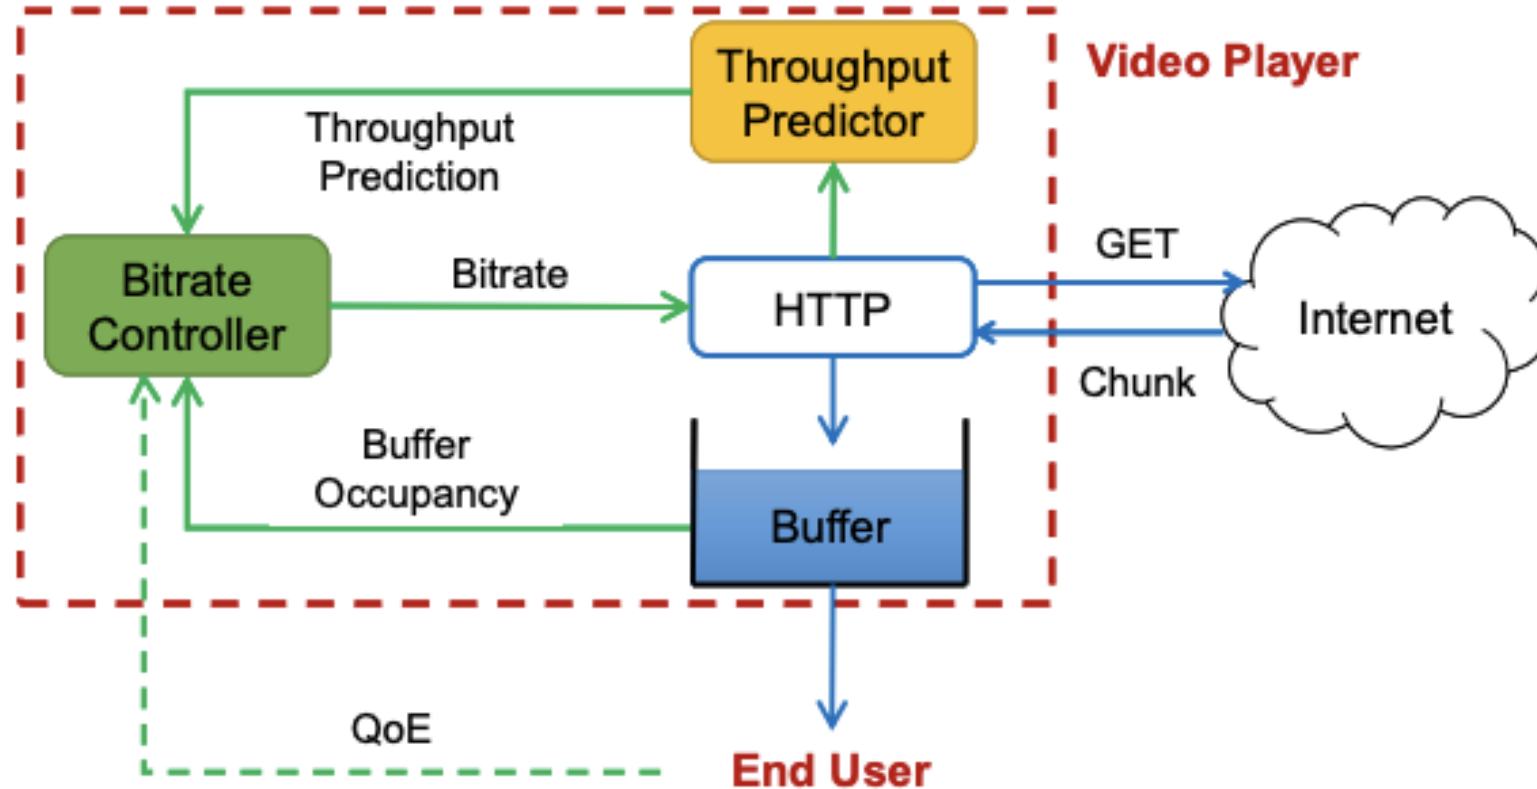 Throughput
Predictor
Video Player
Throughput
Prediction
Bitrate
Controller
Bitrate
HTTP
GET
Internet
Chunk
Buffer
Occupancy
Buffer
QoE
End User